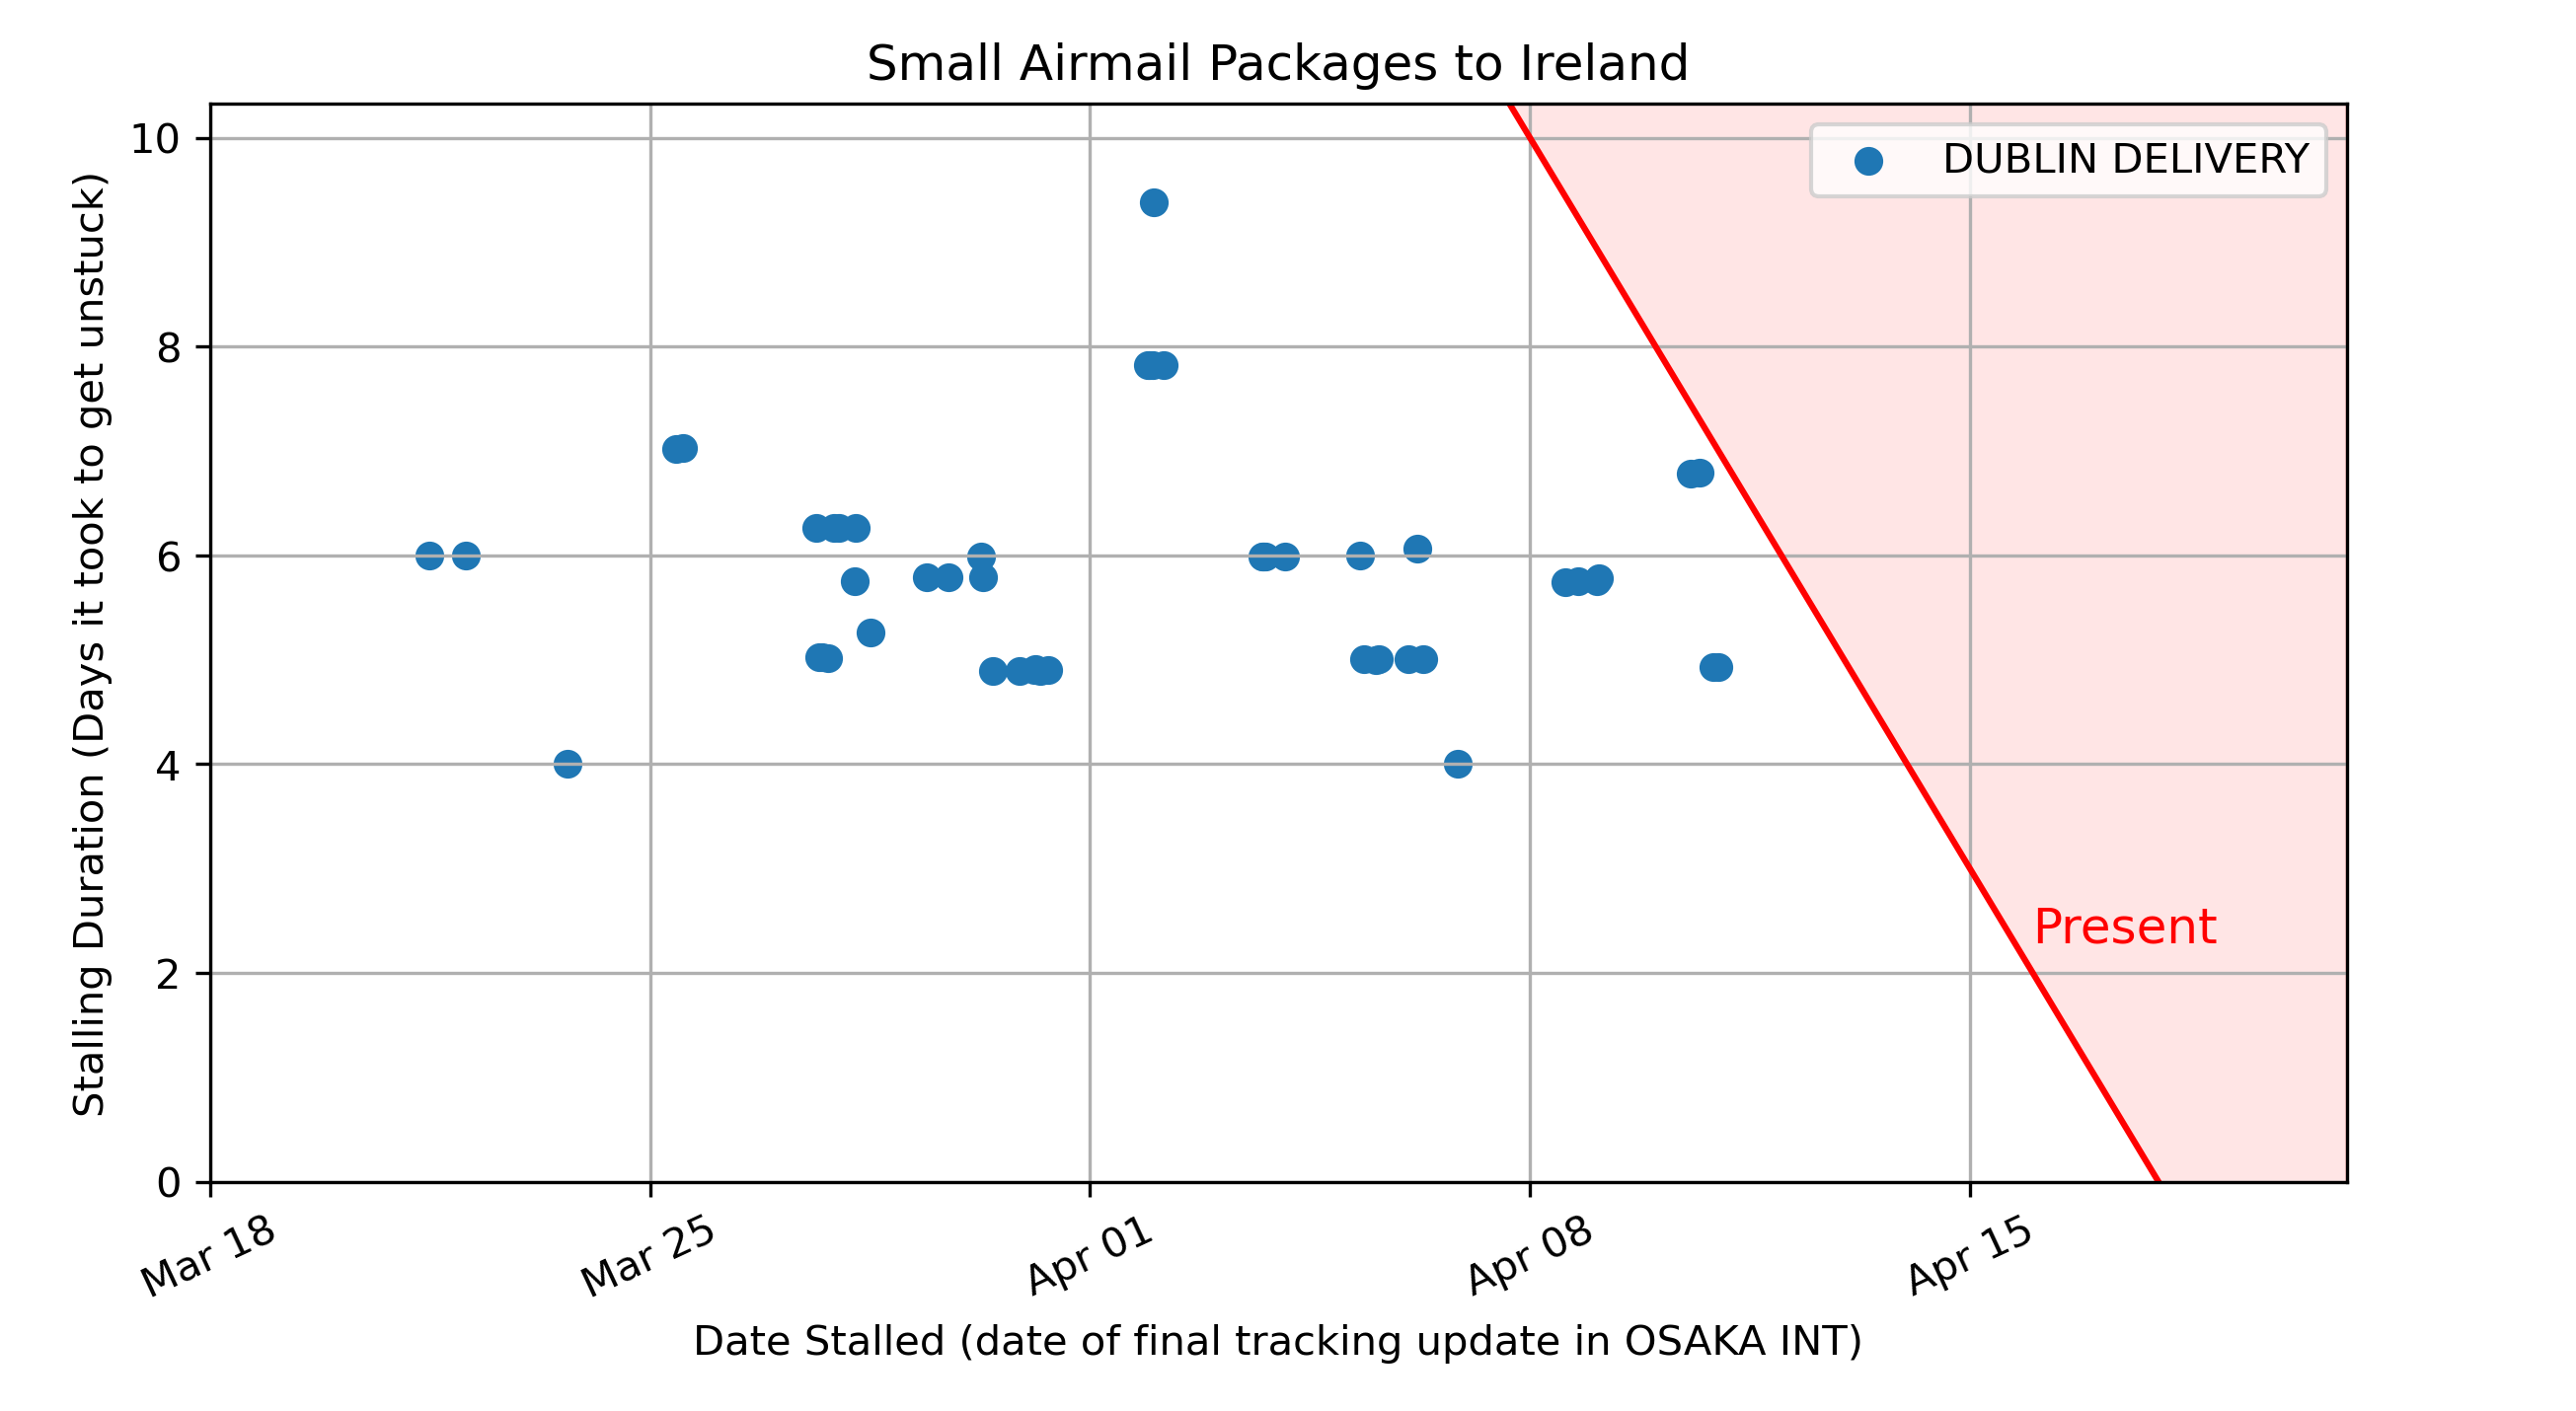 Small Airmail Packages to Ireland
DUBLIN DELIVERY
10
8
6
4
2
0
Stalling Duration (Days it took to get unstuck)
Present
Mar 18
Mar 25
Apr 01
Apr 08
Apr 15
Date Stalled (date of final tracking update in OSAKA INT)